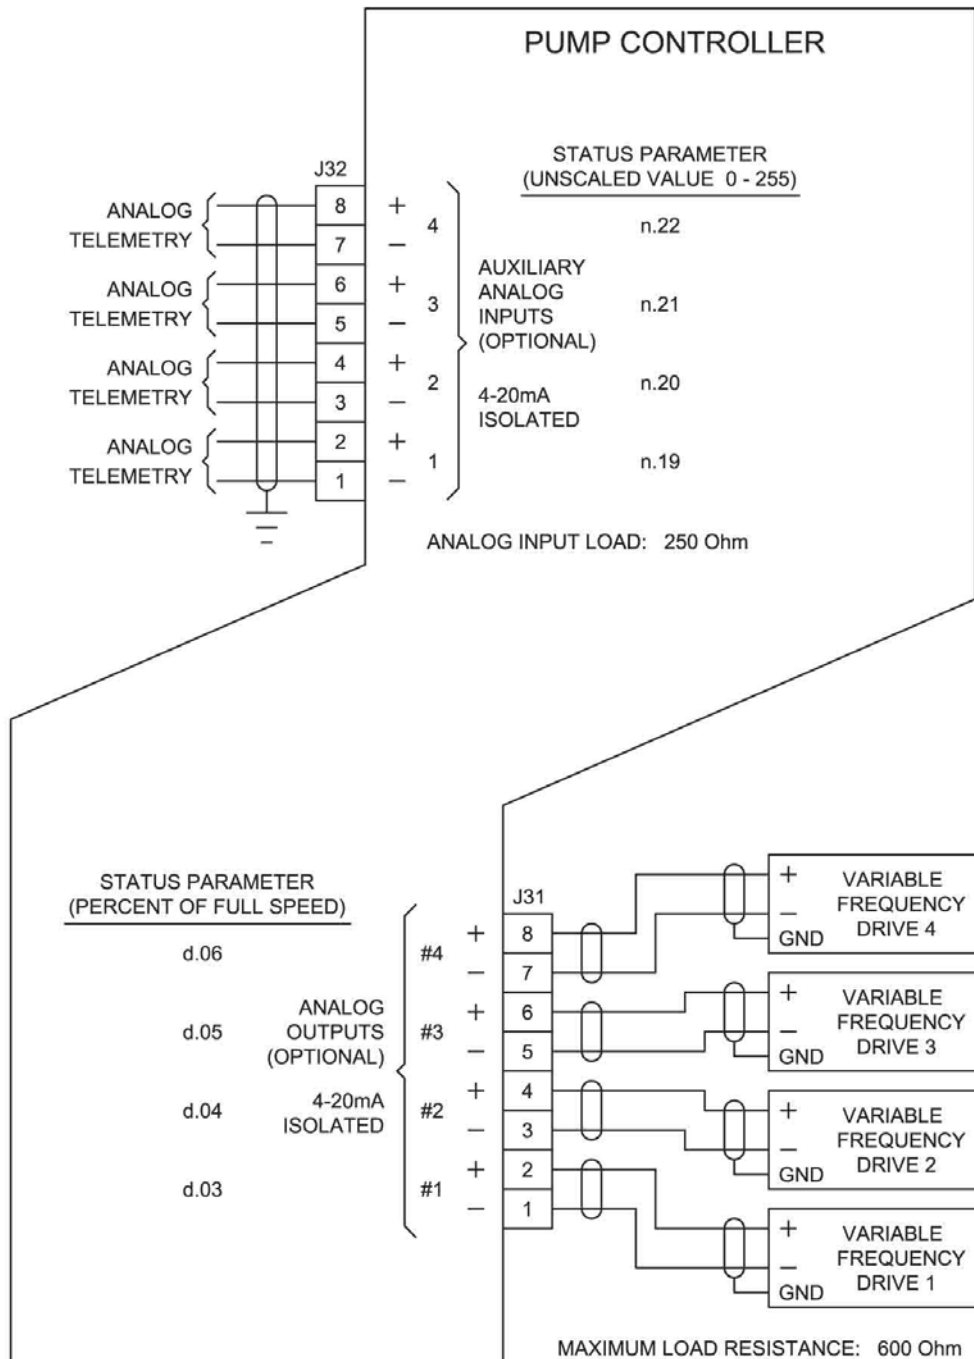 PUMP CONTROLLER
STATUS PARAMETER
(UNSCALED VALUE 0 - 255)
J32
ANALOG
TELEMETRY
8
7
+
−
4
n.22
ANALOG
TELEMETRY
6
5
+
−
3
n.21
ANALOG
TELEMETRY
4
3
+
−
2
n.20
ANALOG
TELEMETRY
2
1
+
−
1
n.19
AUXILIARY
ANALOG
INPUTS
(OPTIONAL)
4-20mA
ISOLATED
ANALOG INPUT LOAD: 250 Ohm
STATUS PARAMETER
(PERCENT OF FULL SPEED)
d.06
d.05
d.04
d.03
ANALOG
OUTPUTS
(OPTIONAL)
4-20mA
ISOLATED
J31
#4
+
−
8
7
#3
+
−
6
5
#2
+
−
4
3
#1
+
−
2
1
+
−
GND
VARIABLE
FREQUENCY
DRIVE 4
+
−
GND
VARIABLE
FREQUENCY
DRIVE 3
+
−
GND
VARIABLE
FREQUENCY
DRIVE 2
+
−
GND
VARIABLE
FREQUENCY
DRIVE 1
MAXIMUM LOAD RESISTANCE: 600 Ohm